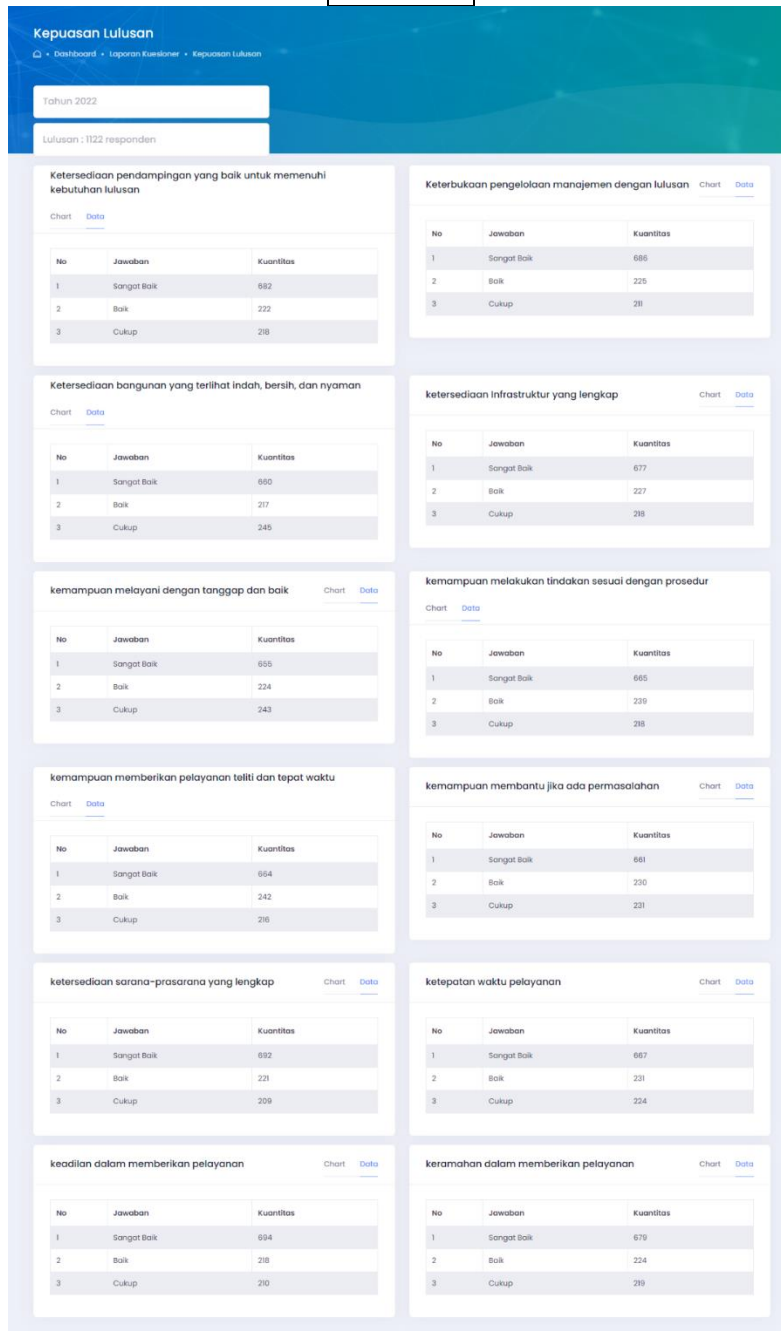 Kepuasan Lulusan
Dashboard • Laporan Kuesioner • Kepuasan Lulusan
Tahun 2022
Lulusan : 1122 responden
Ketersediaan pendampingan yang baik untuk memenuhi
kebutuhan lulusan
Chart Data
No Jawaban Kuantitas
1 Sangat Baik 682
2 Baik 222
3 Cukup 218
Keterbukaan pengelolaan manajemen dengan lulusan Chart Data
No Jawaban Kuantitas
1 Sangat Baik 686
2 Baik 225
3 Cukup 211
Ketersediaan bangunan yang terlihat indah, bersih, dan nyaman
Chart Data
No Jawaban Kuantitas
1 Sangat Baik 660
2 Baik 217
3 Cukup 245
ketersediaan Infrastruktur yang lengkap Chart Data
No Jawaban Kuantitas
1 Sangat Baik 677
2 Baik 227
3 Cukup 218
kemampuan melayani dengan tanggap dan baik Chart Data
No Jawaban Kuantitas
1 Sangat Baik 655
2 Baik 224
3 Cukup 243
kemampuan melakukan tindakan sesuai dengan prosedur
Chart Data
No Jawaban Kuantitas
1 Sangat Baik 665
2 Baik 239
3 Cukup 218
kemampuan memberikan pelayanan teliti dan tepat waktu
Chart Data
No Jawaban Kuantitas
1 Sangat Baik 664
2 Baik 242
3 Cukup 216
kemampuan membantu jika ada permasalahan Chart Data
No Jawaban Kuantitas
1 Sangat Baik 661
2 Baik 230
3 Cukup 231
ketersediaan sarana-prasarana yang lengkap Chart Data
No Jawaban Kuantitas
1 Sangat Baik 692
2 Baik 221
3 Cukup 209
ketepatan waktu pelayanan Chart Data
No Jawaban Kuantitas
1 Sangat Baik 667
2 Baik 231
3 Cukup 224
keadilan dalam memberikan pelayanan Chart Data
No Jawaban Kuantitas
1 Sangat Baik 694
2 Baik 218
3 Cukup 210
keramahan dalam memberikan pelayanan Chart Data
No Jawaban Kuantitas
1 Sangat Baik 679
2 Baik 224
3 Cukup 219